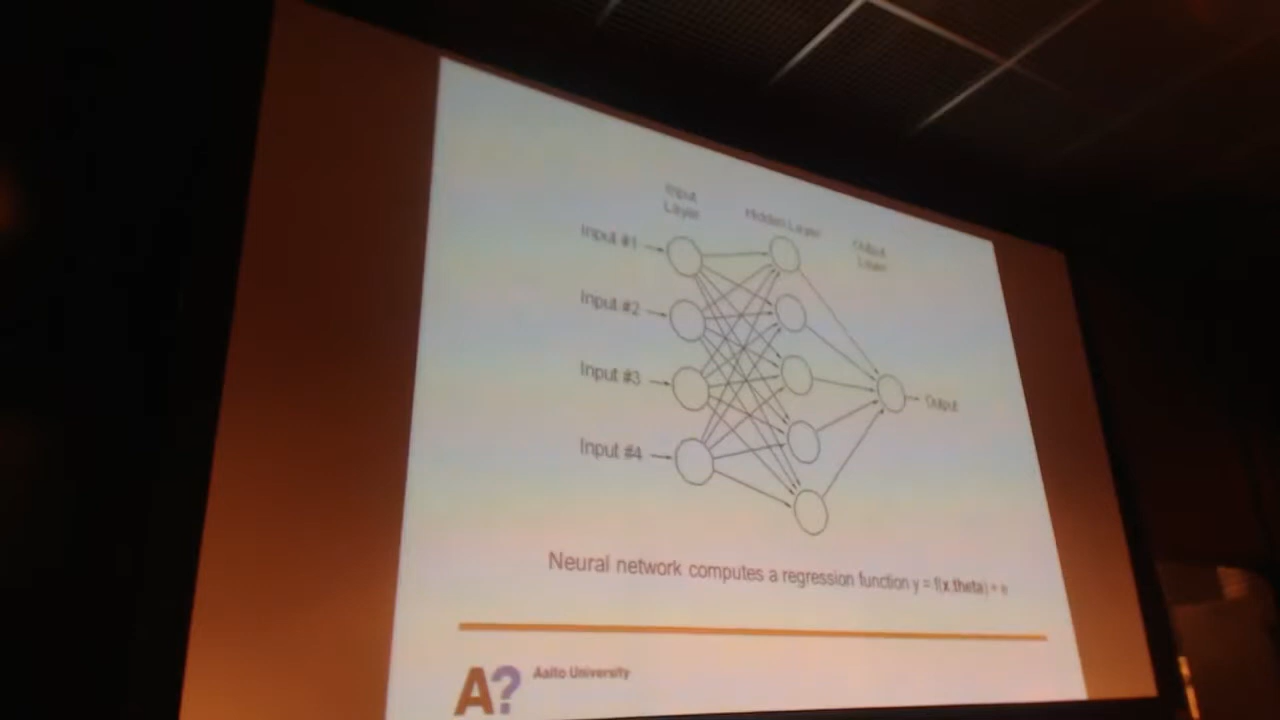 Input
Layer
Hidden Layer
Output
Layer
Input #1
Input #2
Input #3
Input #4
Output
Neural network computes a regression function y = f(x,theta) + e
A?
Aalto University